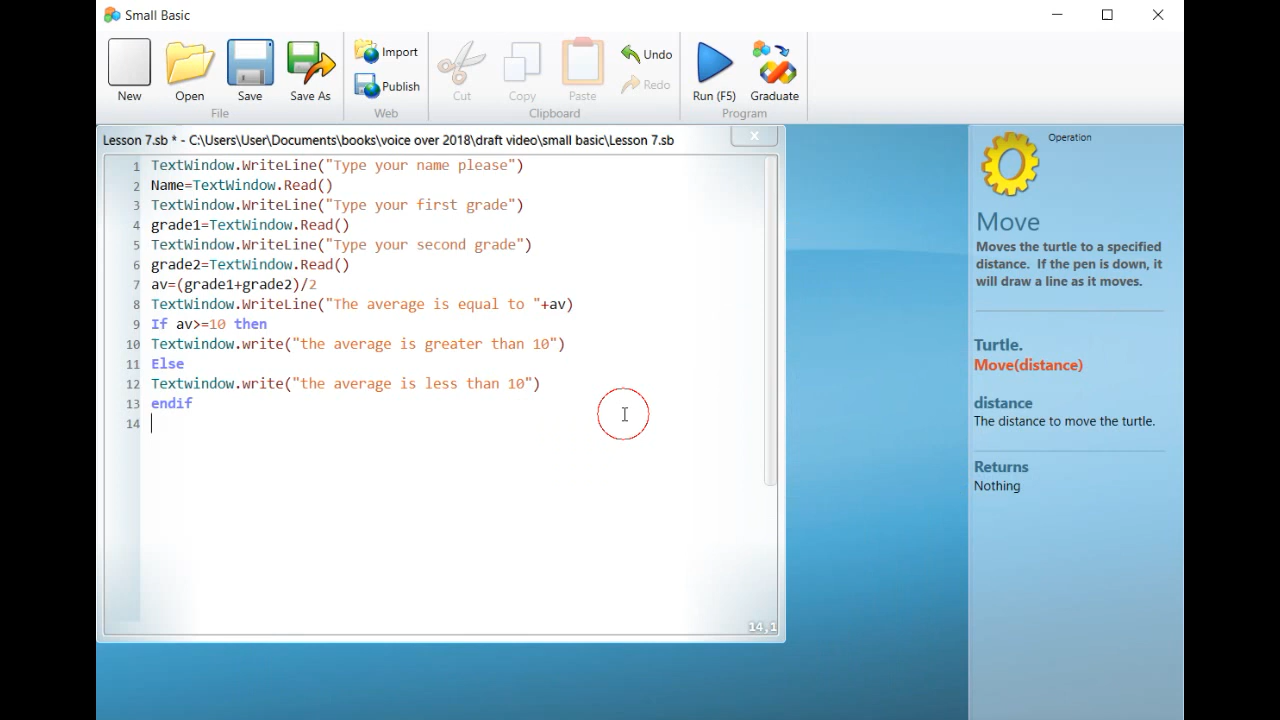 Small Basic
New
Open
Save
Save As
File
Import
Publish
Web
Cut
Copy
Paste
Undo
Redo
Clipboard
Run (F5)
Graduate
Program
Lesson 7.sb * - C:\Users\User\Documents\books\voice over 2018\draft video\small basic\Lesson 7.sb
1 TextWindow.WriteLine("Type your name please")
2 Name=TextWindow.Read()
3 TextWindow.WriteLine("Type your first grade")
4 grade1=TextWindow.Read()
5 TextWindow.WriteLine("Type your second grade")
6 grade2=TextWindow.Read()
7 av=(grade1+grade2)/2
8 TextWindow.WriteLine("The average is equal to "+av)
9 If av>=10 then
10 Textwindow.write("the average is greater than 10")
11 Else
12 Textwindow.write("the average is less than 10")
13 endif
14
14,1
Operation
Move
Moves the turtle to a specified
distance. If the pen is down, it
will draw a line as it moves.
Turtle.
Move(distance)
distance
The distance to move the turtle.
Returns
Nothing